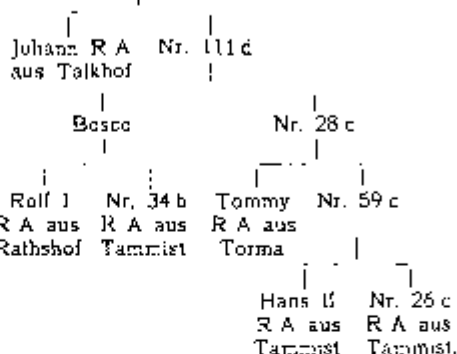 Johann R A Nr. 111 d
aus Talkhof
Bosco Nr. 28 c
Rolf I Nr. 34 b Tommy Nr. 59 c
R A aus R A aus R A aus
Rathshof Tammist Torma
Hans II Nr. 26 c
R A aus R A aus
Tammist Tammist.